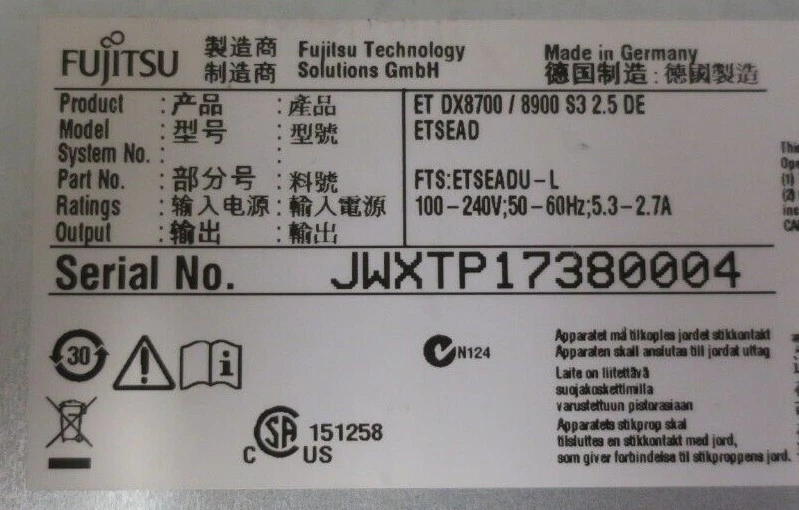 FUJITSU 製造商 Fujitsu Technology Made in Germany
制造商 Solutions GmbH 德国制造 : 德國製造
Product : 产品 : 產品 ET DX8700 / 8900 S3 2.5 DE
Model : 型号 : 型號 ETSEAD
System No. : :
Part No. : 部分号 : 料號 FTS:ETSEADU-L
Ratings : 输入电源 : 輸入電源 100-240V;50-60Hz;5.3-2.7A
Output : 输出 : 輸出
Serial No. JWXTP17380004
30
N124
Apparatet må tilkoples jordet stikkontakt
Apparaten skall anslutas till jordat uttag
Laite on liitettävä
suojakoskettimilla
varustettuun pistorasiaan
Apparatets stikprop skal
tilsluttes en stikkontakt med jord,
som giver forbindelse til stikproppens jord.
C SA 151258
C US
(1)
(2)